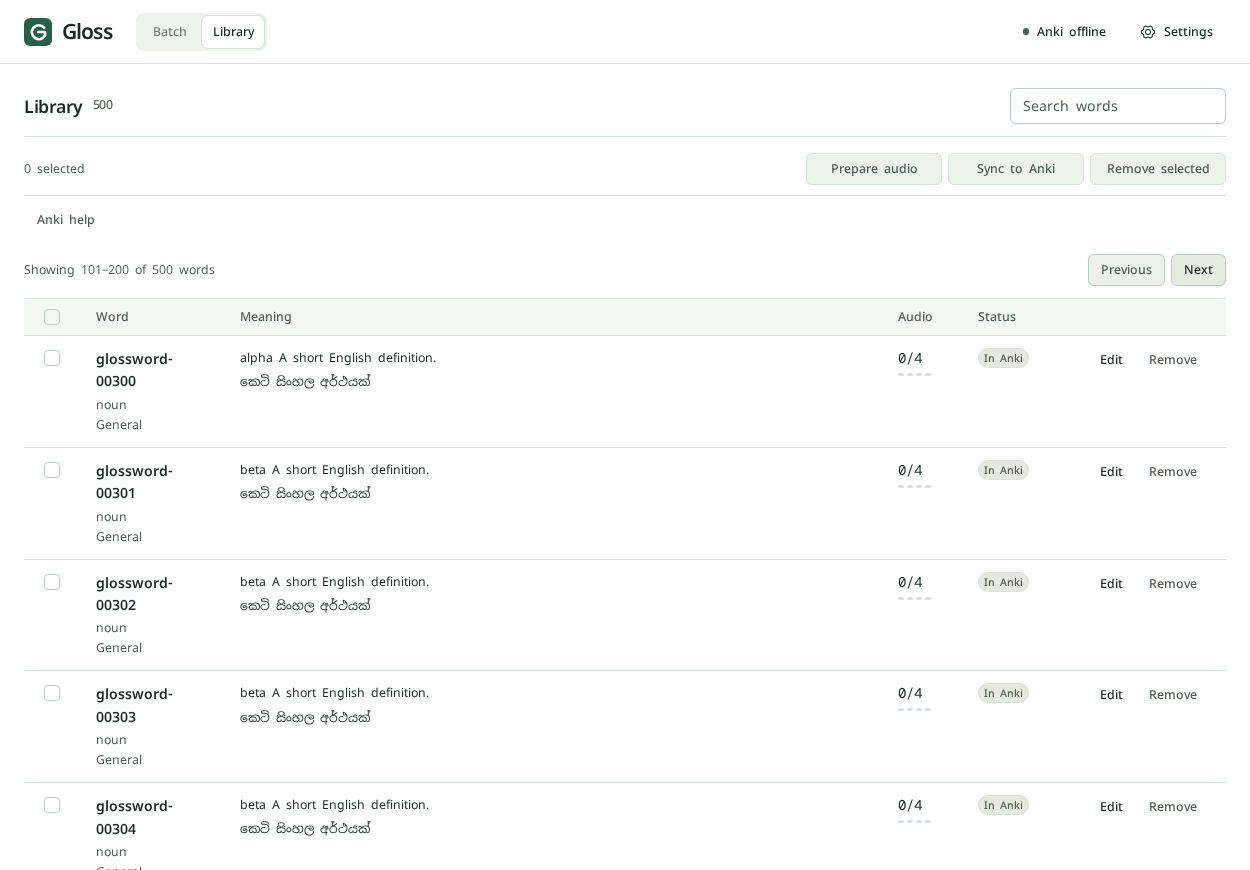 G Gloss Batch Library Anki offline Settings
Library 500 Search words
0 selected Prepare audio Sync to Anki Remove selected
Anki help
Showing 101–200 of 500 words Previous Next
Word Meaning Audio Status
glossword-00300 alpha A short English definition. 0/4 In Anki Edit Remove
කෙටි සිංහල අර්ථයක්
noun
General
glossword-00301 beta A short English definition. 0/4 In Anki Edit Remove
කෙටි සිංහල අර්ථයක්
noun
General
glossword-00302 beta A short English definition. 0/4 In Anki Edit Remove
කෙටි සිංහල අර්ථයක්
noun
General
glossword-00303 beta A short English definition. 0/4 In Anki Edit Remove
කෙටි සිංහල අර්ථයක්
noun
General
glossword-00304 beta A short English definition. 0/4 In Anki Edit Remove
කෙටි සිංහල අර්ථයක්
noun